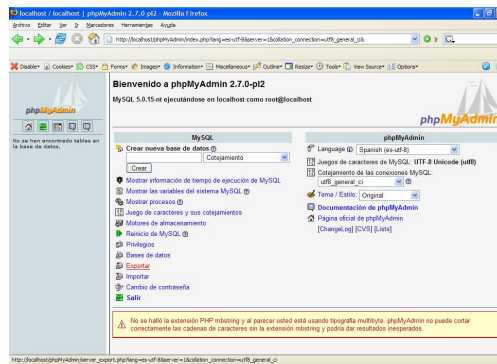 localhost / localhost | phpMyAdmin 2.7.0-pl2 - Mozilla Firefox
Archivo Editar Ver Ir Marcadores Herramientas Ayuda
http://localhost/phpMyAdmin/index.php?lang=es-utf-8&server=1&collation_connection=utf8_general_ci&
Disable Cookies CSS Forms Images Information Miscellaneous Outline Resize Tools View Source Options
phpMyAdmin
No se han encontrado tablas en
la base de datos.
Bienvenido a phpMyAdmin 2.7.0-pl2
MySQL 5.0.15-nt ejecutándose en localhost como root@localhost
phpMyAdmin
MySQL
Crear nueva base de datos
Cotejamiento
Crear
Mostrar información de tiempo de ejecución de MySQL
Mostrar las variables del sistema MySQL
Mostrar procesos
Juego de caracteres y sus cotejamientos
Motores de almacenamiento
Reinicio de MySQL
Privilegios
Bases de datos
Exportar
Importar
Cambio de contraseña
Salir
phpMyAdmin
Language Spanish (es-utf-8)
Juegos de caracteres de MySQL: UTF-8 Unicode (utf8)
Cotejamiento de las conexiones MySQL:
utf8_general_ci
Tema / Estilo: Original
Documentación de phpMyAdmin
Página oficial de phpMyAdmin
[ChangeLog] [CVS] [Lists]
No se halló la extensión PHP mbstring y al parecer usted está usando tipografía multibyte. phpMyAdmin no puede cortar
correctamente las cadenas de caracteres sin la extensión mbstring y podría dar resultados inesperados.
http://localhost/phpMyAdmin/server_export.php?lang=es-utf-8&server=1&collation_connection=utf8_general_ci